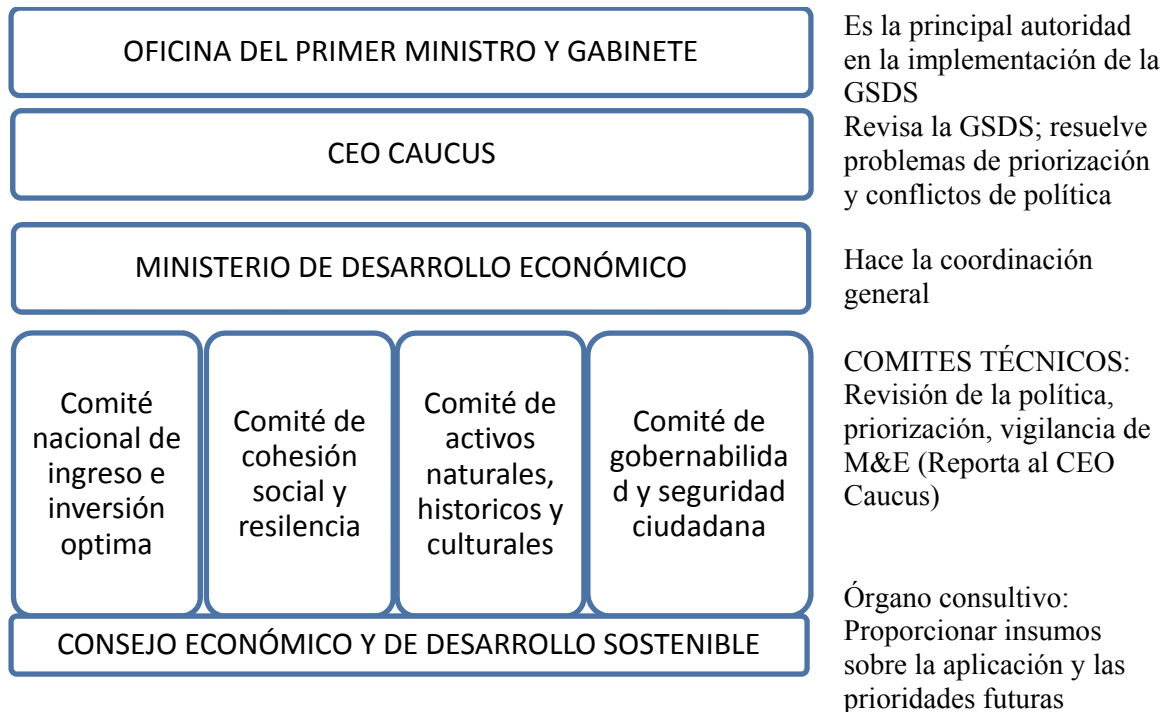 OFICINA DEL PRIMER MINISTRO Y GABINETE
Es la principal autoridad
en la implementación de la
GSDS
CEO CAUCUS
Revisa la GSDS; resuelve
problemas de priorización
y conflictos de política
MINISTERIO DE DESARROLLO ECONÓMICO
Hace la coordinación
general
Comité
nacional de
ingreso e
inversión
optima
Comité de
cohesión
social y
resilencia
Comité de
activos
naturales,
historicos y
culturales
Comité de
gobernabilida
d y seguridad
ciudadana
COMITES TÉCNICOS:
Revisión de la política,
priorización, vigilancia de
M&E (Reporta al CEO
Caucus)
CONSEJO ECONÓMICO Y DE DESARROLLO SOSTENIBLE
Órgano consultivo:
Proporcionar insumos
sobre la aplicación y las
prioridades futuras